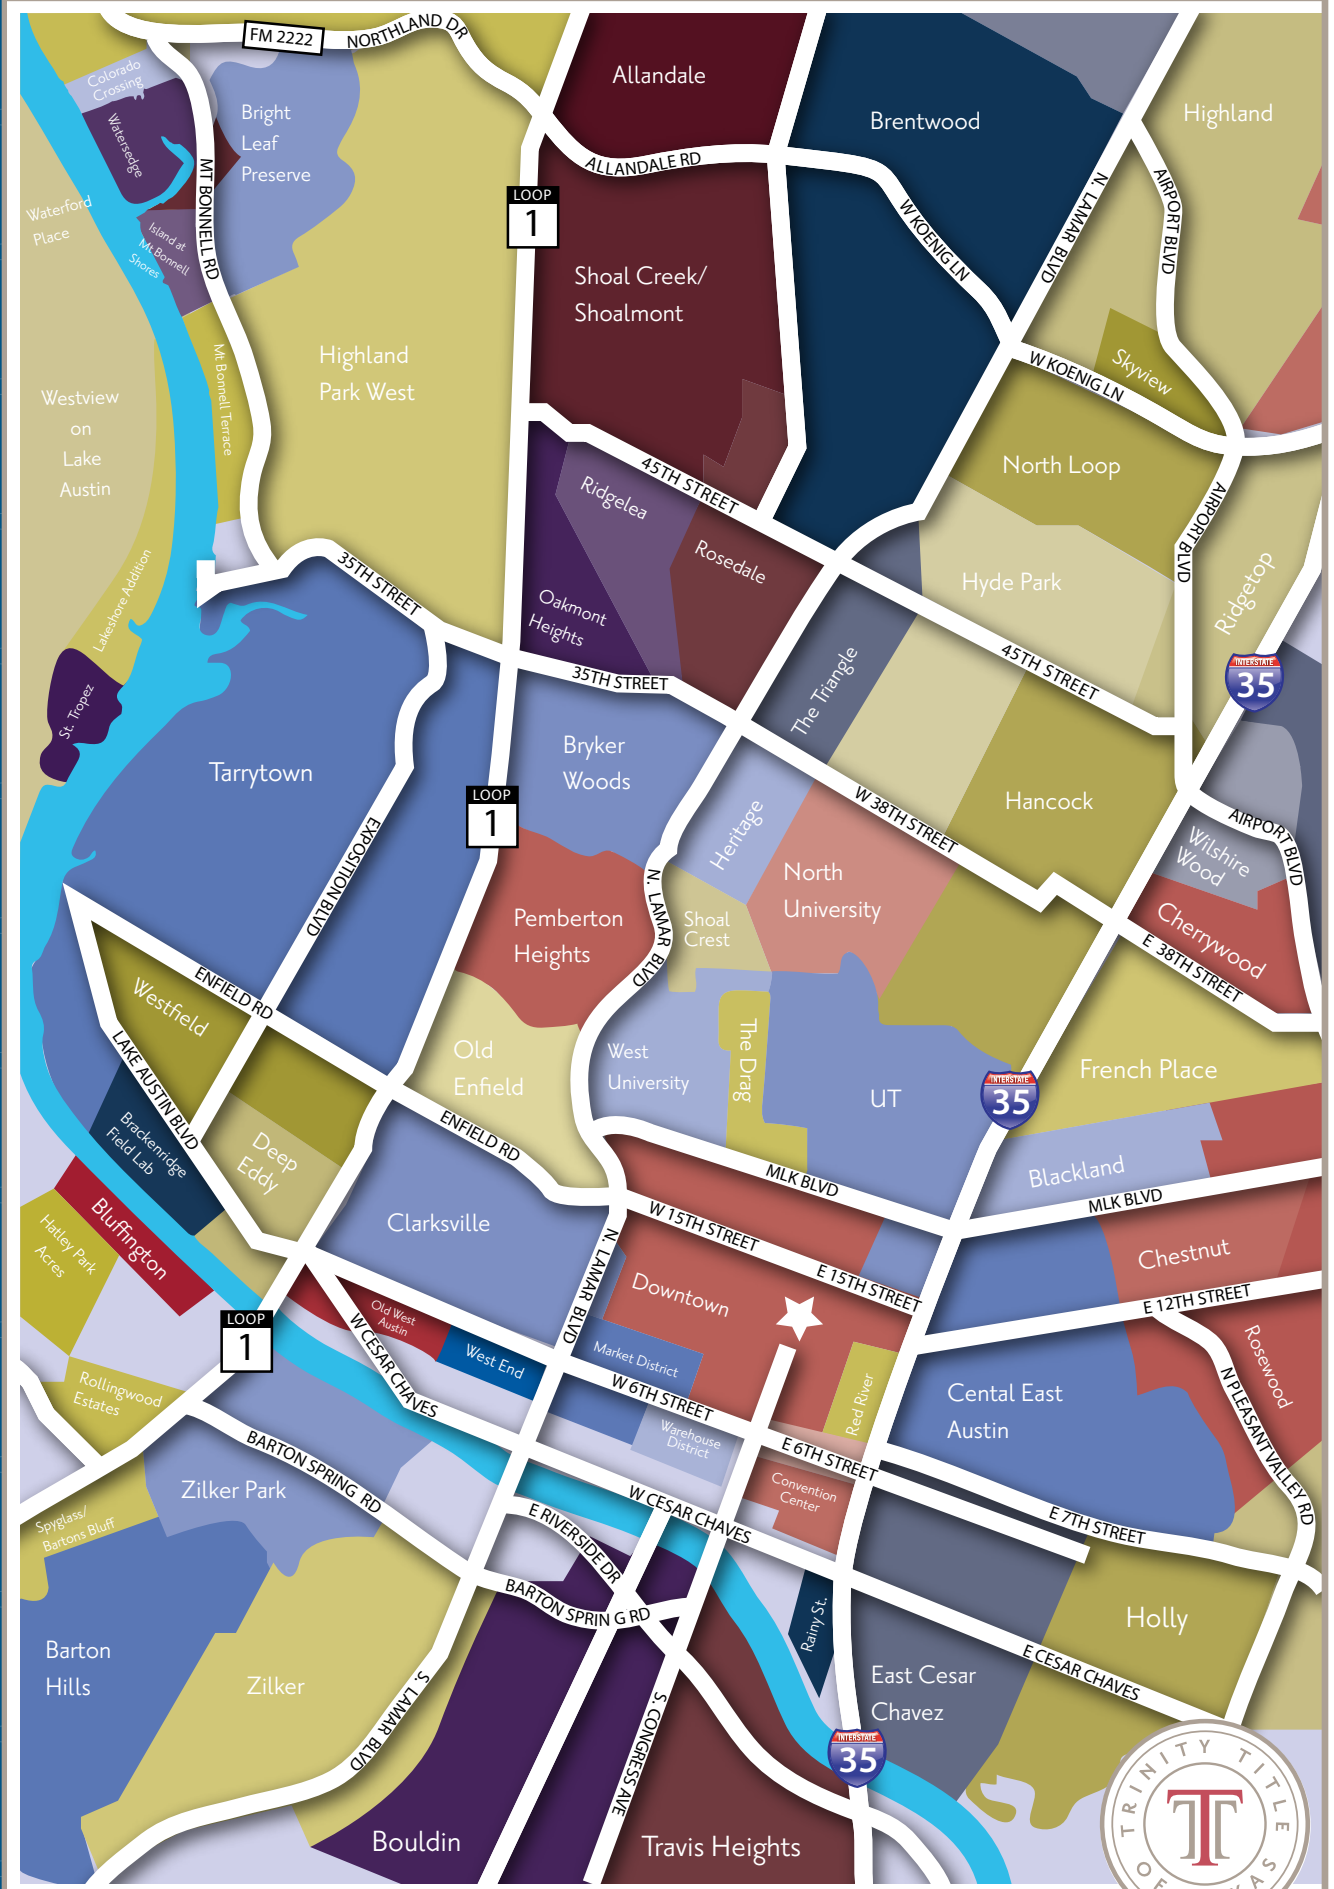 FM 2222
NORTHLAND DR
Colorado
Crossing
Allandale
Bright
Leaf
Preserve
Brentwood
Highland
Watersedge
MT BONNELL RD
ALLANDALE RD
LOOP
1
W KOENIG LN
N. LAMAR BLVD
AIRPORT BLVD
Waterford
Place
Island at
Mt Bonnell
Shores
Shoal Creek/
Shoalmont
Highland
Park West
Mt Bonnell Terrace
W KOENIG LN
Skyview
Westview
on
Lake
Austin
45TH STREET
North Loop
Ridgelea
Rosedale
AIRPORT BLVD
35TH STREET
Lakeshore Addition
Oakmont
Heights
Hyde Park
Ridgetop
35TH STREET
The Triangle
45TH STREET
INTERSTATE
35
St. Tropez
Tarrytown
Bryker
Woods
LOOP
1
Heritage
W 38TH STREET
Hancock
AIRPORT BLVD
Wilshire
Wood
EXPOSITION BLVD
Pemberton
Heights
N. LAMAR BLVD
Shoal
Crest
North
University
Cherrywood
E 38TH STREET
Westfield
ENFIELD RD
LAKE AUSTIN BLVD
Old
Enfield
West
University
The Drag
UT
INTERSTATE
35
French Place
Brackenridge
Field Lab
Deep
Eddy
ENFIELD RD
MLK BLVD
Blackland
MLK BLVD
Bluffington
Hatley Park
Acres
Clarksville
N. LAMAR BLVD
W 15TH STREET
E 15TH STREET
Chestnut
E 12TH STREET
LOOP
1
Downtown
Old West
Austin
W CESAR CHAVES
West End
Market District
W 6TH STREET
Red River
Cental East
Austin
Rosewood
N PLEASANT VALLEY RD
Rollingwood
Estates
Warehouse
District
E 6TH STREET
Convention
Center
BARTON SPRING RD
Zilker Park
W CESAR CHAVES
E 7TH STREET
Spyglass/
Bartons Bluff
E RIVERSIDE DR
BARTON SPRIN G RD
Rainy St.
Holly
Barton
Hills
Zilker
E CESAR CHAVES
East Cesar
Chavez
S. LAMAR BLVD
S. CONGRESS AVE
INTERSTATE
35
Bouldin
Travis Heights
TRINITY TITLE
T